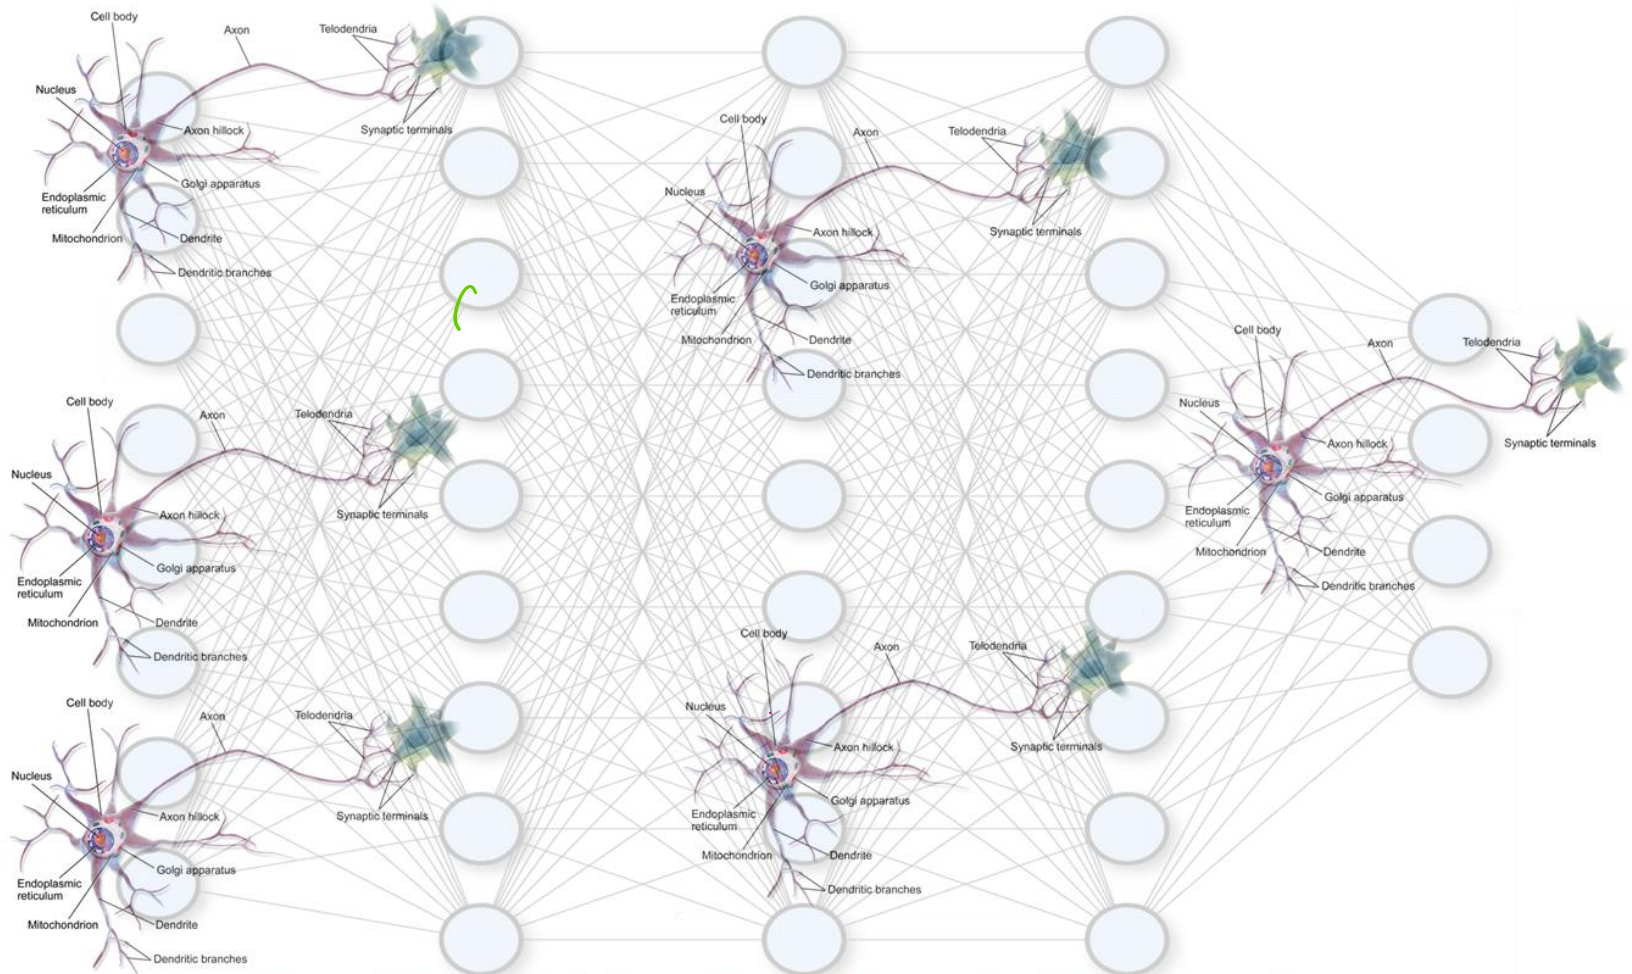 Cell body
Axon
Telodendria
Nucleus
Axon hillock
Synaptic terminals
Golgi apparatus
Endoplasmic
reticulum
Mitochondrion
Dendrite
Dendritic branches
Cell body
Axon
Telodendria
Nucleus
Axon hillock
Synaptic terminals
Golgi apparatus
Endoplasmic
reticulum
Mitochondrion
Dendrite
Dendritic branches
Cell body
Axon
Telodendria
Nucleus
Axon hillock
Synaptic terminals
Golgi apparatus
Endoplasmic
reticulum
Mitochondrion
Dendrite
Dendritic branches
Cell body
Axon
Telodendria
Nucleus
Axon hillock
Synaptic terminals
Golgi apparatus
Endoplasmic
reticulum
Mitochondrion
Dendrite
Dendritic branches
Cell body
Axon
Telodendria
Nucleus
Axon hillock
Synaptic terminals
Golgi apparatus
Endoplasmic
reticulum
Mitochondrion
Dendrite
Dendritic branches
Cell body
Axon
Telodendria
Nucleus
Axon hillock
Synaptic terminals
Golgi apparatus
Endoplasmic
reticulum
Mitochondrion
Dendrite
Dendritic branches